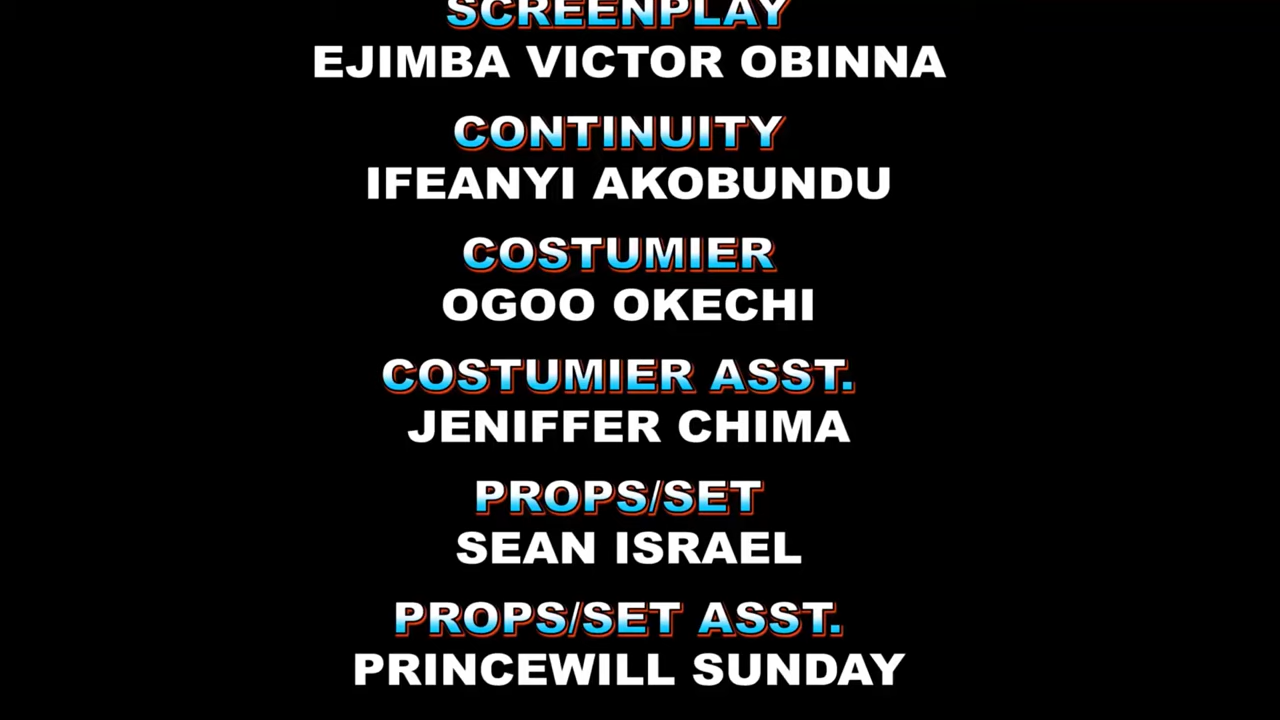 SCREENPLAY
EJIMBA VICTOR OBINNA
CONTINUITY
IFEANYI AKOBUNDU
COSTUMIER
OGOO OKECHI
COSTUMIER ASST.
JENIFFER CHIMA
PROPS/SET
SEAN ISRAEL
PROPS/SET ASST.
PRINCEWILL SUNDAY